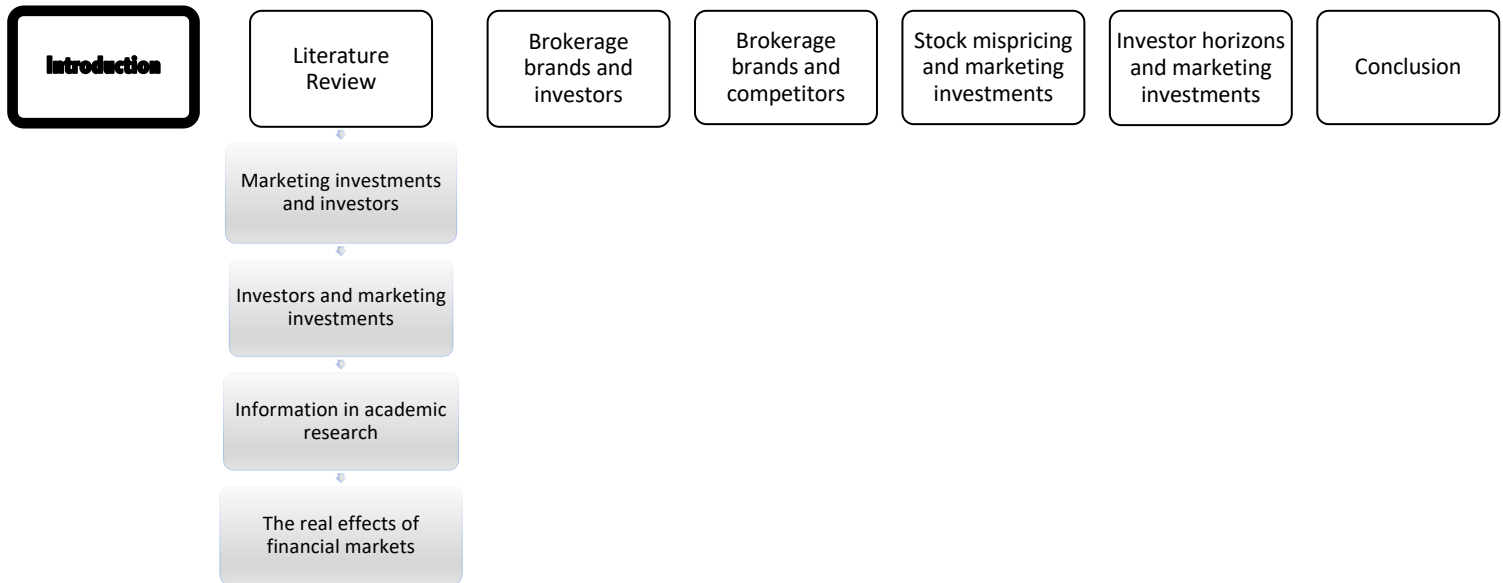 Introduction
Literature
Review
Brokerage
brands and
investors
Brokerage
brands and
competitors
Stock mispricing
and marketing
investments
Investor horizons
and marketing
investments
Conclusion
Marketing investments
and investors
Investors and marketing
investments
Information in academic
research
The real effects of
financial markets